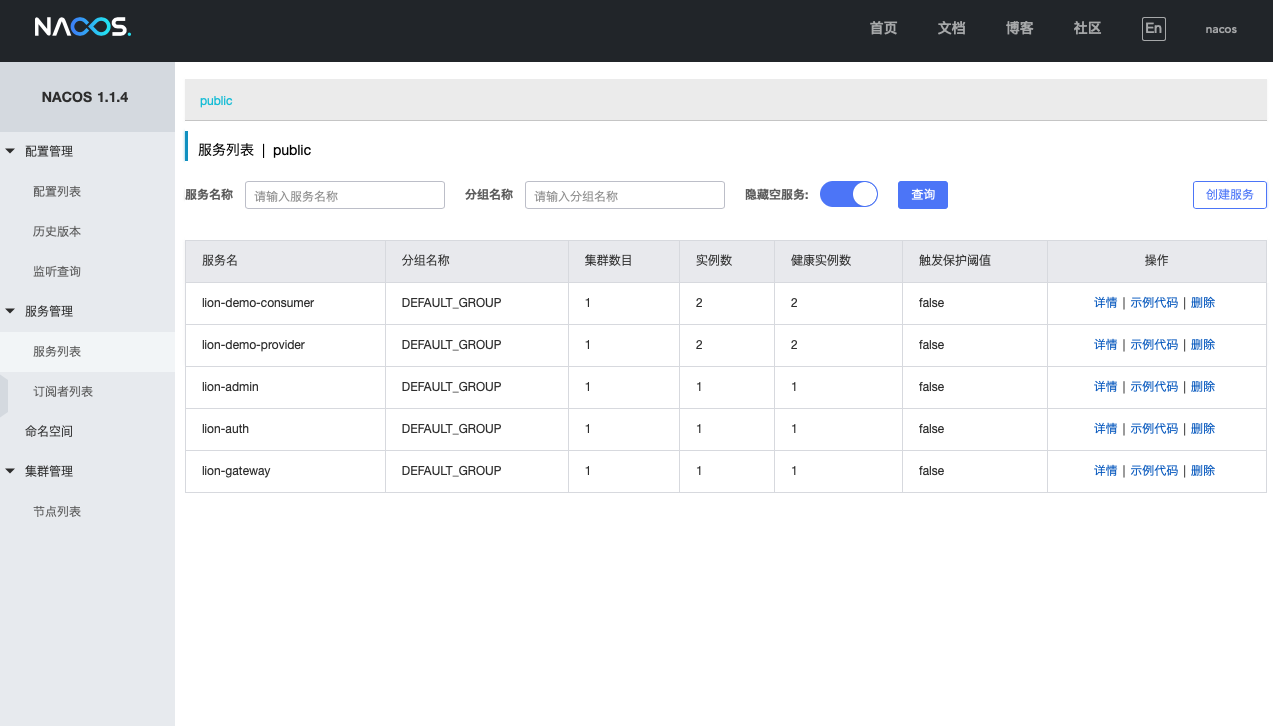 NACOS.
首页 文档 博客 社区 En nacos
NACOS 1.1.4
配置管理
配置列表
历史版本
监听查询
服务管理
服务列表
订阅者列表
命名空间
集群管理
节点列表
public
服务列表 | public
服务名称 请输入服务名称 分组名称 请输入分组名称 隐藏空服务: 查询 创建服务
服务名 分组名称 集群数目 实例数 健康实例数 触发保护阈值 操作
lion-demo-consumer DEFAULT_GROUP 1 2 2 false 详情 | 示例代码 | 删除
lion-demo-provider DEFAULT_GROUP 1 2 2 false 详情 | 示例代码 | 删除
lion-admin DEFAULT_GROUP 1 1 1 false 详情 | 示例代码 | 删除
lion-auth DEFAULT_GROUP 1 1 1 false 详情 | 示例代码 | 删除
lion-gateway DEFAULT_GROUP 1 1 1 false 详情 | 示例代码 | 删除